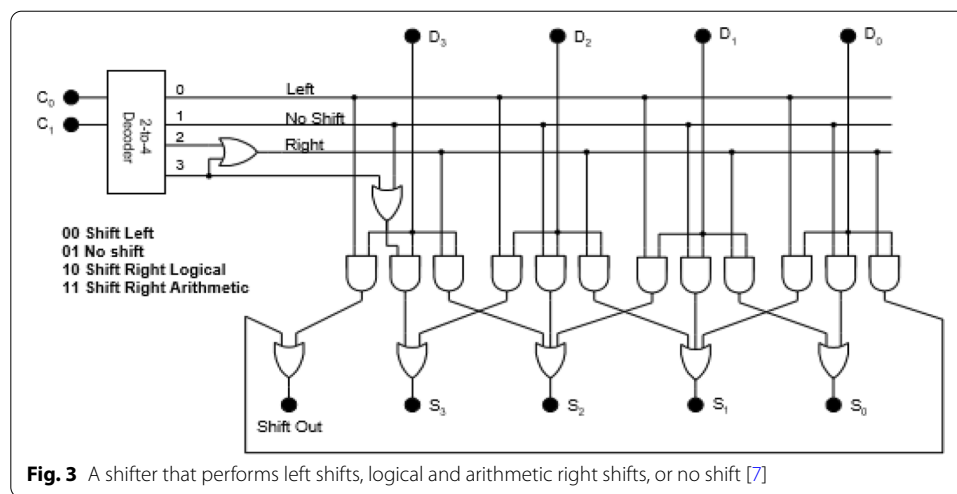 D₃ D₂ D₁ D₀
C₀
C₁
2-to-4
Decoder
0 Left
1 No Shift
2 Right
3
00 Shift Left
01 No shift
10 Shift Right Logical
11 Shift Right Arithmetic
Shift Out
S₃ S₂ S₁ S₀
Fig. 3 A shifter that performs left shifts, logical and arithmetic right shifts, or no shift [7]